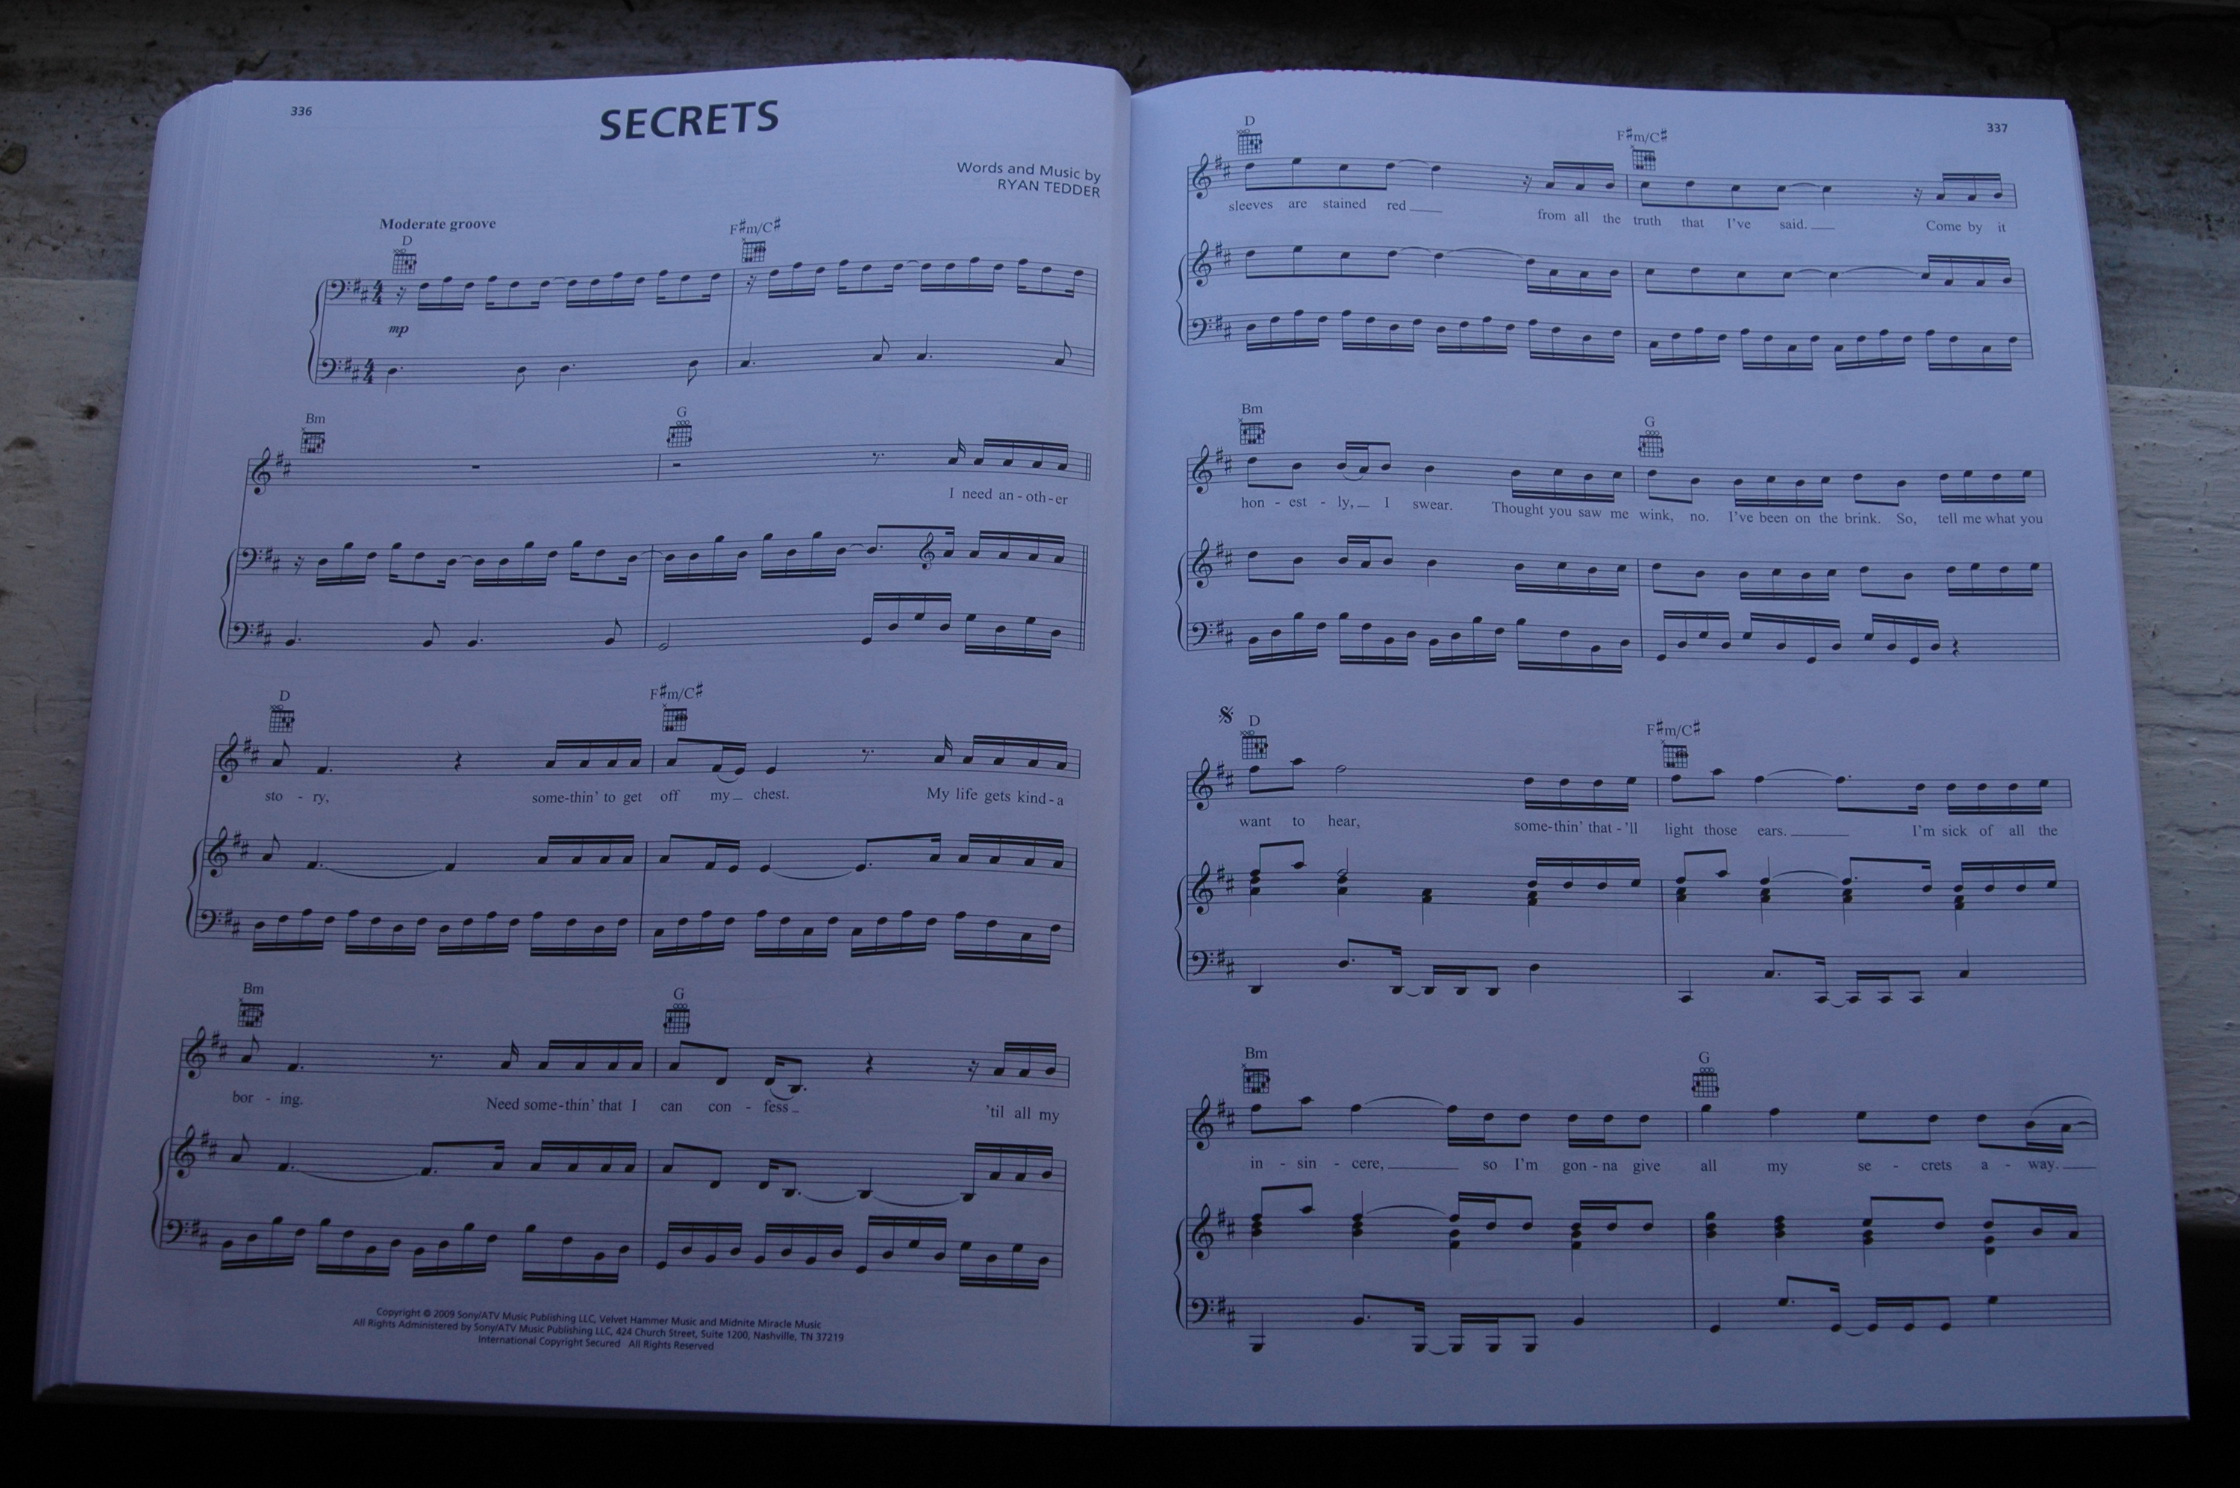 336
SECRETS
Words and Music by
RYAN TEDDER
Moderate groove
D F♯m/C♯
4 4
mp
4 4
Bm G
I need an - oth - er
D F♯m/C♯
sto - ry, some-thin' to get off my chest. My life gets kind - a
Bm G
bor - ing. Need some-thin' that I can con - fess 'til all my
Copyright © 2009 Sony/ATV Music Publishing LLC, Velvet Hammer Music and Midnite Miracle Music
All Rights Administered by Sony/ATV Music Publishing LLC, 424 Church Street, Suite 1200, Nashville, TN 37219
International Copyright Secured All Rights Reserved
337
D F♯m/C♯
sleeves are stained red from all the truth that I've said. Come by it
Bm G
hon - est - ly, I swear. Thought you saw me wink, no. I've been on the brink. So, tell me what you
D F♯m/C♯
want to hear, some-thin' that - 'll light those ears. I'm sick of all the
Bm G
in - sin - cere, so I'm gon - na give all my se - crets a - way.